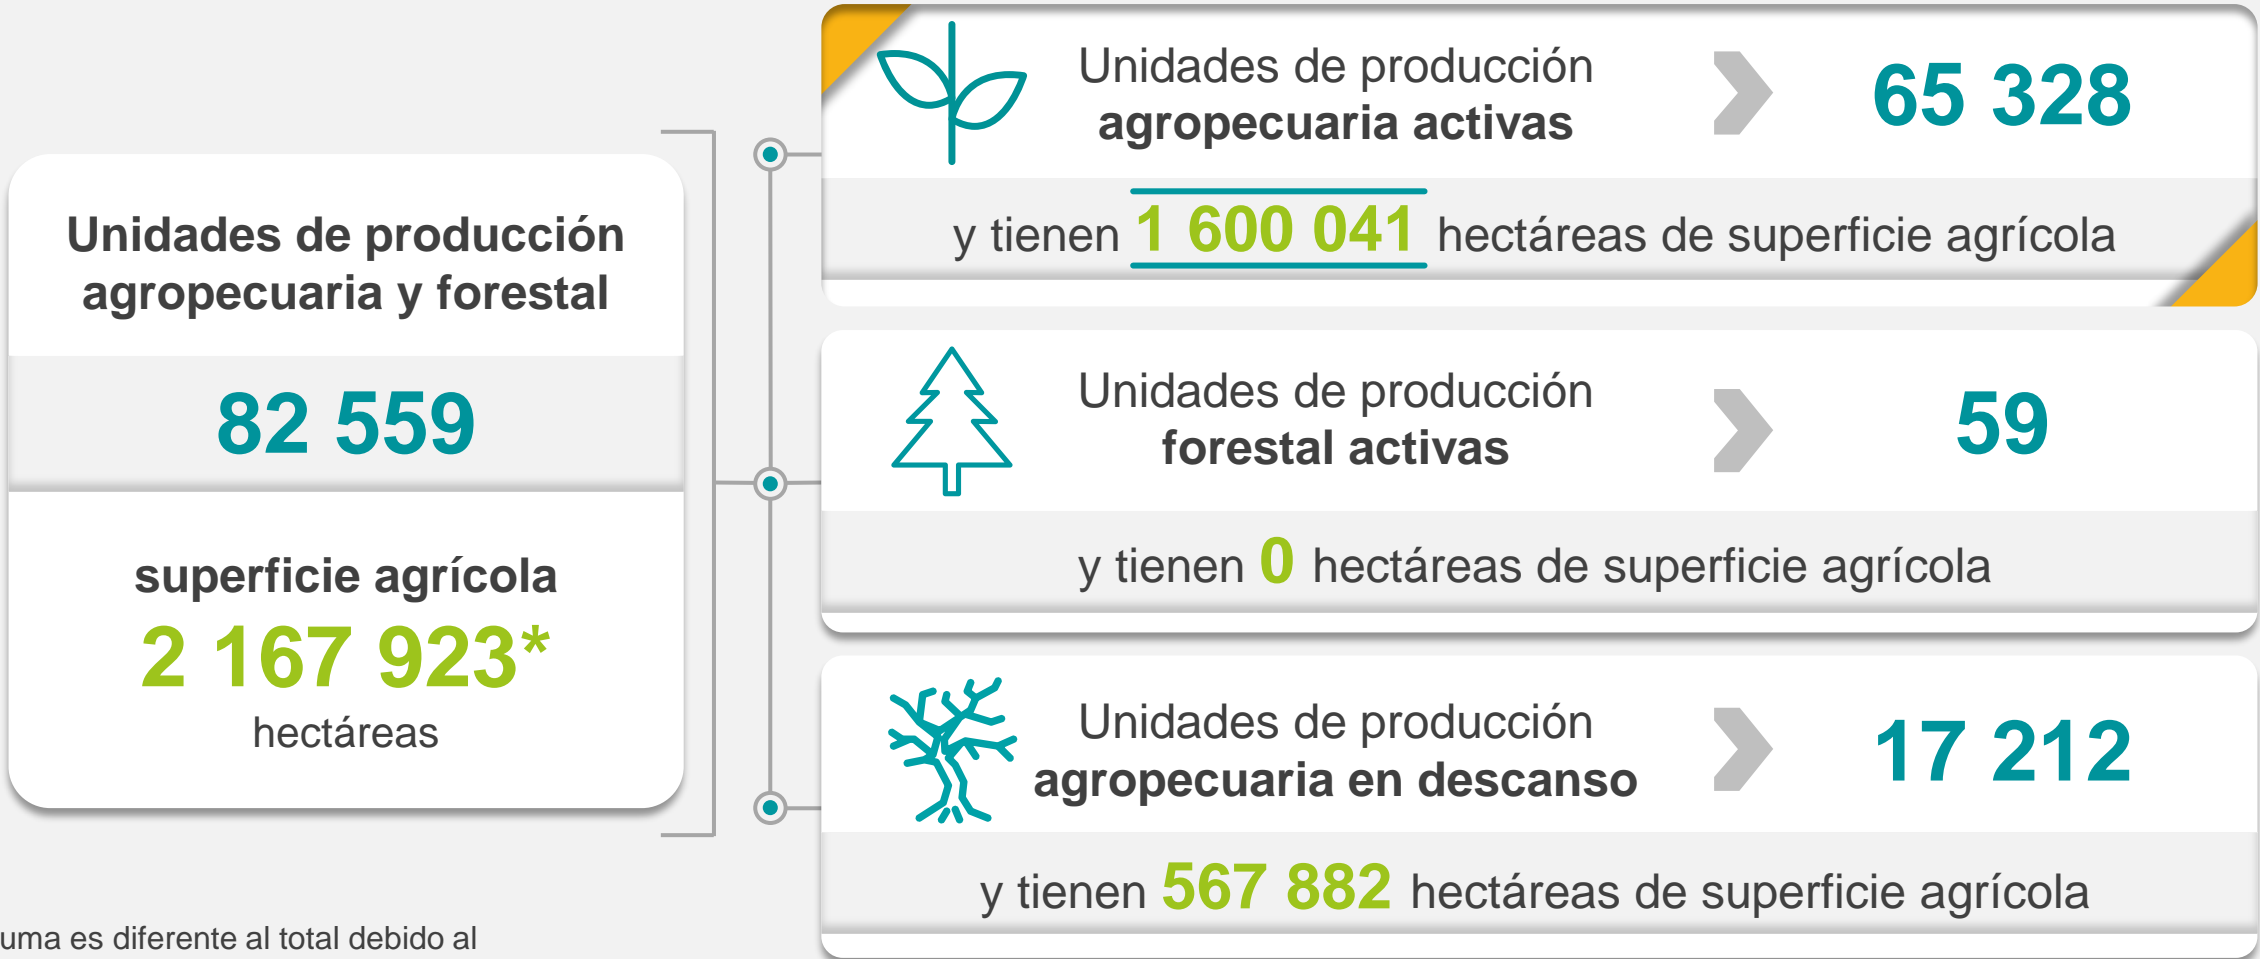 Unidades de producción
agropecuaria y forestal
82 559
superficie agrícola
2 167 923*
hectáreas
Unidades de producción
agropecuaria activas
65 328
y tienen 1 600 041 hectáreas de superficie agrícola
Unidades de producción
forestal activas
59
y tienen 0 hectáreas de superficie agrícola
Unidades de producción
agropecuaria en descanso
17 212
y tienen 567 882 hectáreas de superficie agrícola
es diferente al total debido al